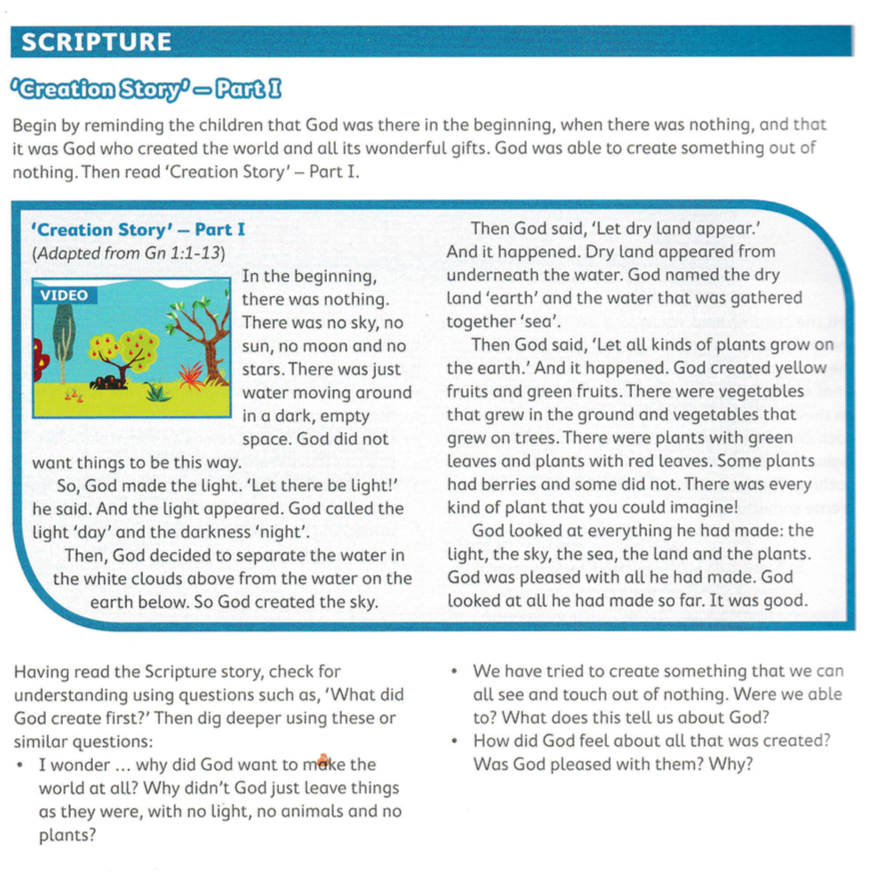 SCRIPTURE
'Creation Story' – Part I
Begin by reminding the children that God was there in the beginning, when there was nothing, and that
it was God who created the world and all its wonderful gifts. God was able to create something out of
nothing. Then read 'Creation Story' – Part I.
'Creation Story' – Part I
(Adapted from Gn 1:1-13)
VIDEO
In the beginning,
there was nothing.
There was no sky, no
sun, no moon and no
stars. There was just
water moving around
in a dark, empty
space. God did not
want things to be this way.
So, God made the light. 'Let there be light!'
he said. And the light appeared. God called the
light 'day' and the darkness 'night'.
Then, God decided to separate the water in
the white clouds above from the water on the
earth below. So God created the sky.
Then God said, 'Let dry land appear.'
And it happened. Dry land appeared from
underneath the water. God named the dry
land 'earth' and the water that was gathered
together 'sea'.
Then God said, 'Let all kinds of plants grow on
the earth.' And it happened. God created yellow
fruits and green fruits. There were vegetables
that grew in the ground and vegetables that
grew on trees. There were plants with green
leaves and plants with red leaves. Some plants
had berries and some did not. There was every
kind of plant that you could imagine!
God looked at everything he had made: the
light, the sky, the sea, the land and the plants.
God was pleased with all he had made. God
looked at all he had made so far. It was good.
Having read the Scripture story, check for
understanding using questions such as, 'What did
God create first?' Then dig deeper using these or
similar questions:
• I wonder ... why did God want to make the
world at all? Why didn't God just leave things
as they were, with no light, no animals and no
plants?
• We have tried to create something that we can
all see and touch out of nothing. Were we able
to? What does this tell us about God?
• How did God feel about all that was created?
Was God pleased with them? Why?